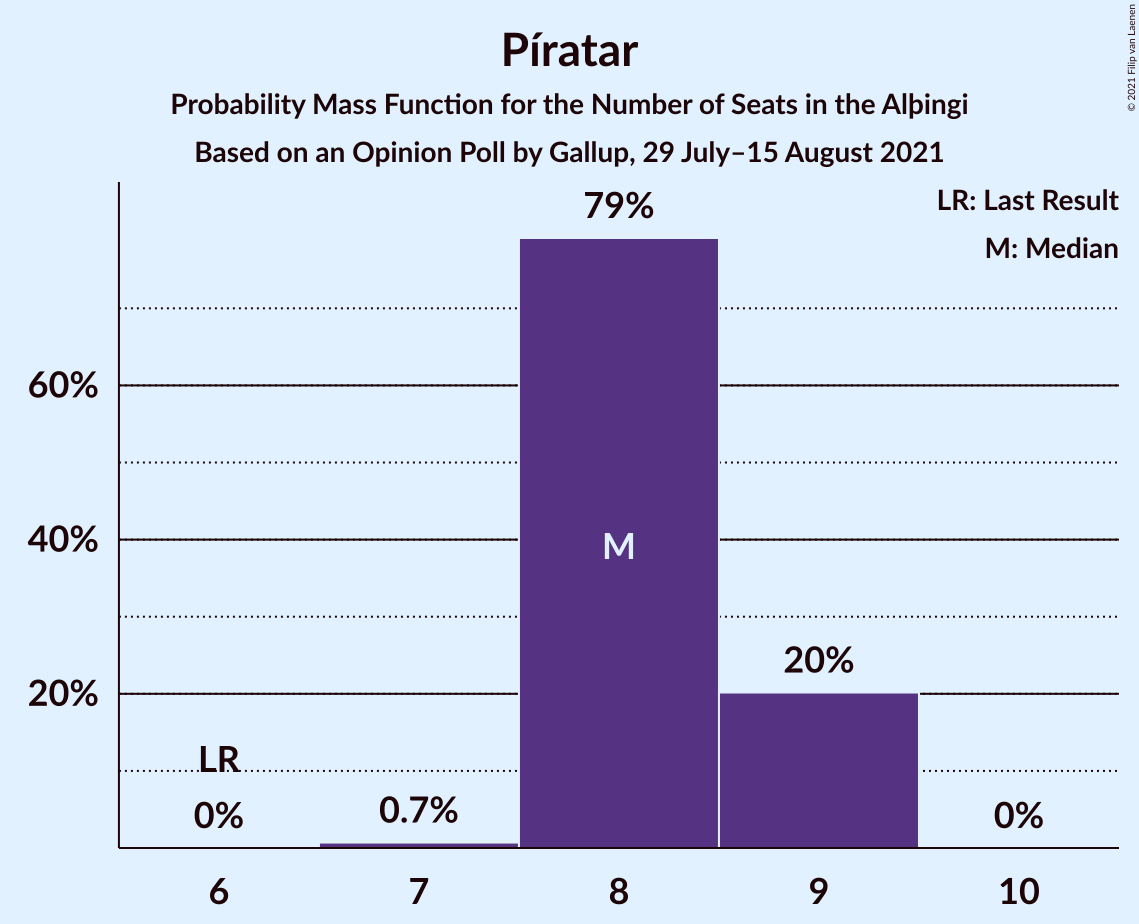 Píratar
Probability Mass Function for the Number of Seats in the Alþingi
Based on an Opinion Poll by Gallup, 29 July–15 August 2021
© 2021 Filip van Laenen
LR: Last Result
M: Median
79%
60%
40%
M
20%
20%
LR
0%
0.7%
0%
6
7
8
9
10